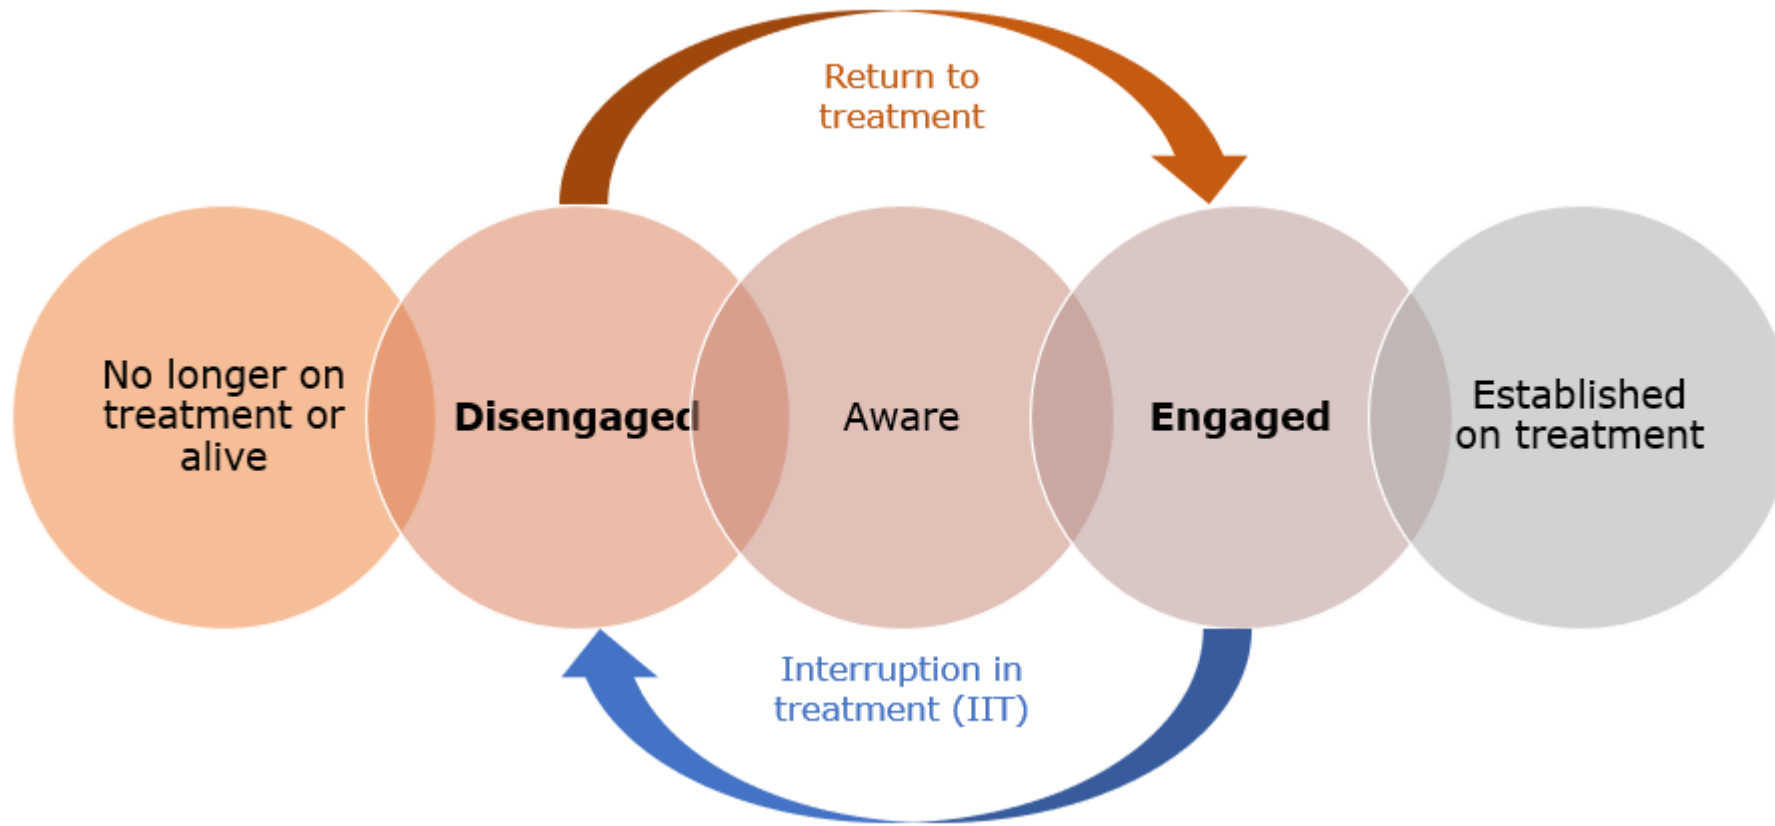 Return to
treatment
No longer on
treatment or
alive
Disengaged
Aware
Engaged
Established
on treatment
Interruption in
treatment (IIT)